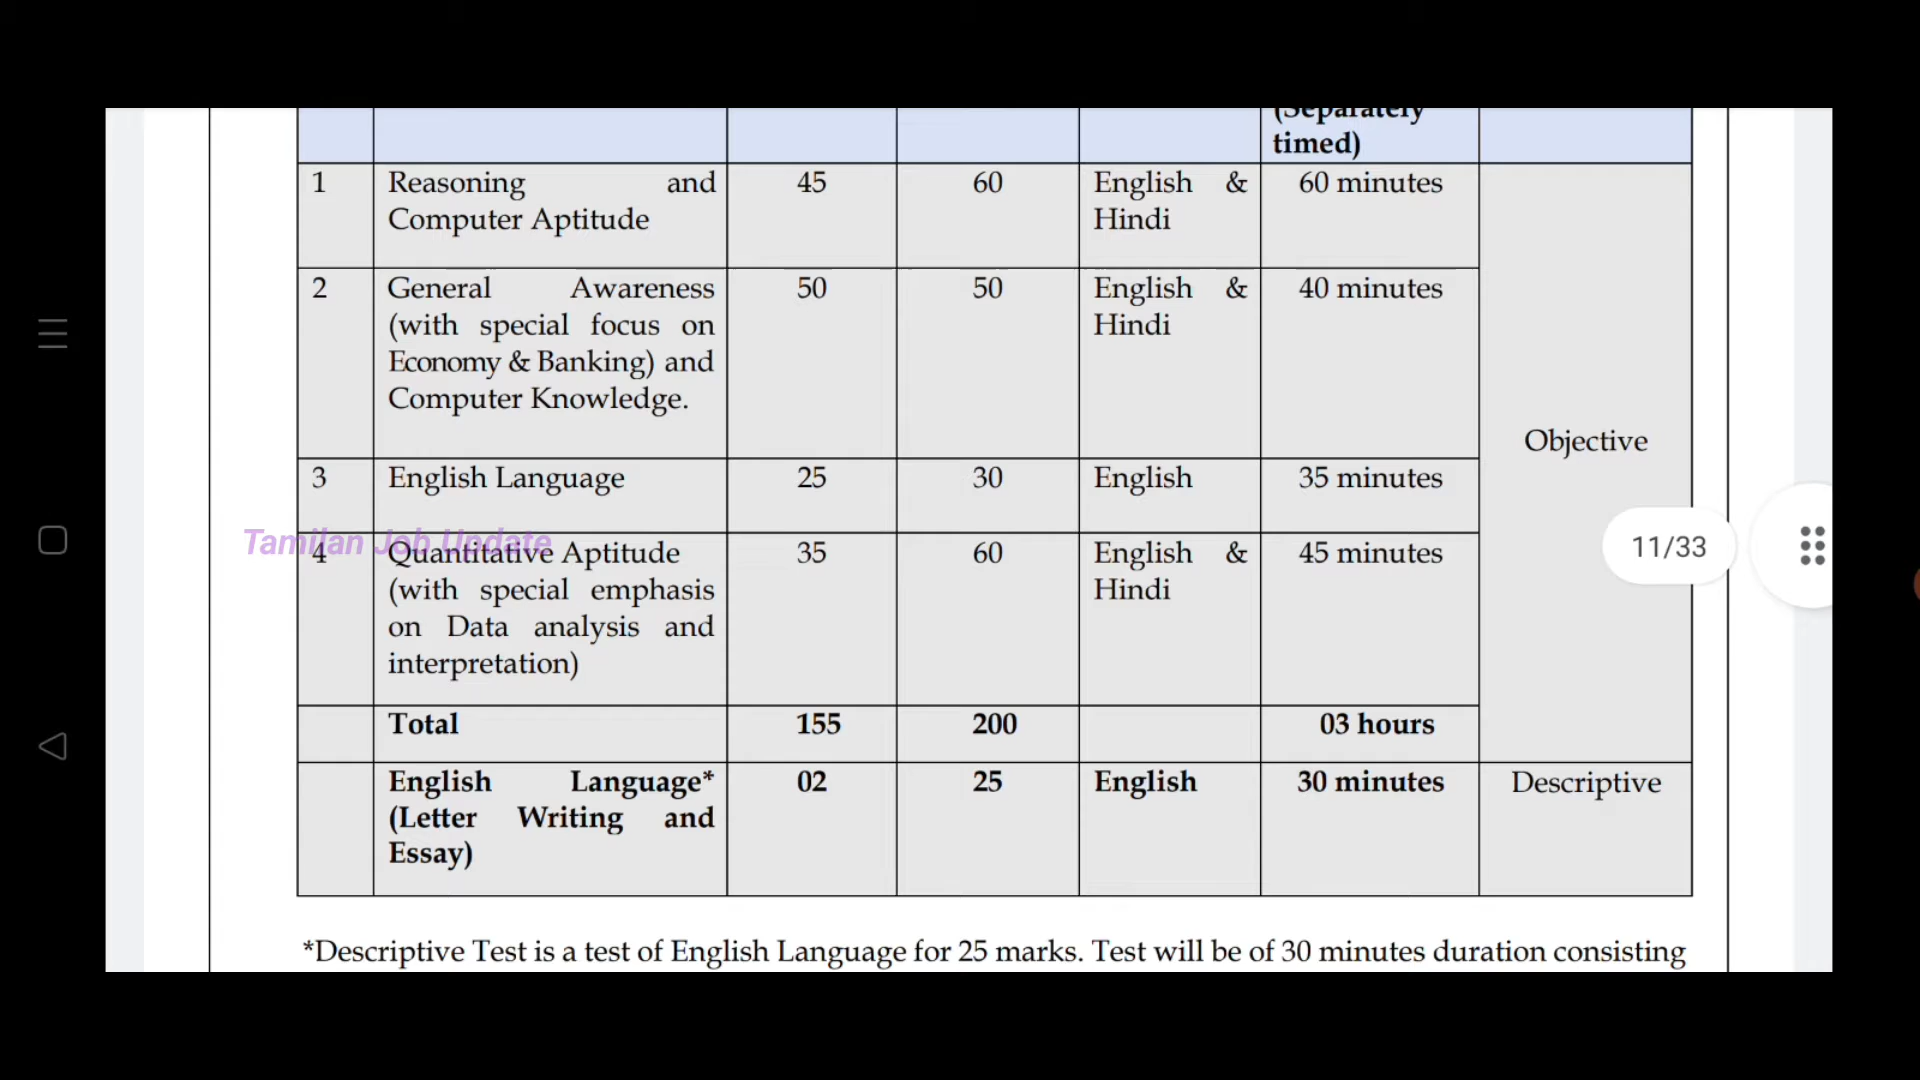 (Separately
timed)
1 Reasoning and 45 60 English & 60 minutes
Computer Aptitude Hindi
2 General Awareness 50 50 English & 40 minutes
(with special focus on Hindi
Economy & Banking) and
Computer Knowledge.
Objective
3 English Language 25 30 English 35 minutes
Tamilan Job Update
11/33
4 Quantitative Aptitude 35 60 English & 45 minutes
(with special emphasis Hindi
on Data analysis and
interpretation)
Total 155 200 03 hours
English Language* 02 25 English 30 minutes Descriptive
(Letter Writing and
Essay)
*Descriptive Test is a test of English Language for 25 marks. Test will be of 30 minutes duration consisting